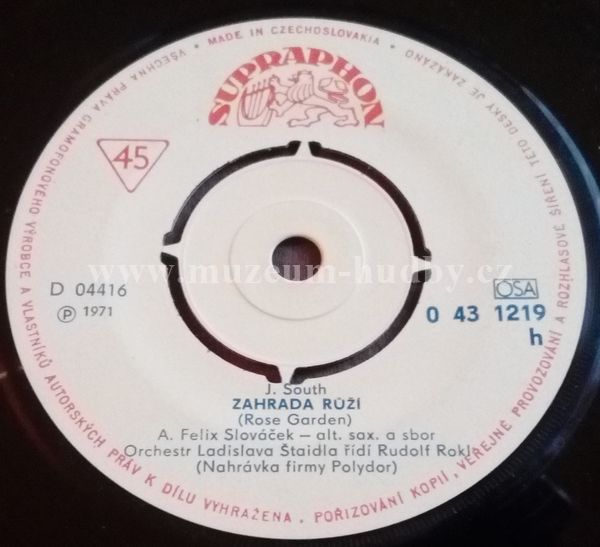 VŠECHNA PRÁVA GRAMOFONOVÉHO VÝROBCE A VLASTNÍKŮ AUTORSKÝCH PRÁV K DÍLU VYHRAŽENA. POŘIZOVÁNÍ KOPIÍ, VEŘEJNÉ PROVOZOVÁNÍ A ROZHLASOVÉ ŠÍŘENÍ TÉTO DESKY JE ZAKÁZÁNO
• MADE IN CZECHOSLOVAKIA •
SUPRAPHON
45
www.muzeum-hudby.cz
D 04416
Ⓟ 1971
OSA
0 43 1219
h
J. South
ZAHRADA RŮŽÍ
(Rose Garden)
A. Felix Slováček – alt. sax. a sbor
Orchestr Ladislava Štaidla řídí Rudolf Rokl
(Nahrávka firmy Polydor)